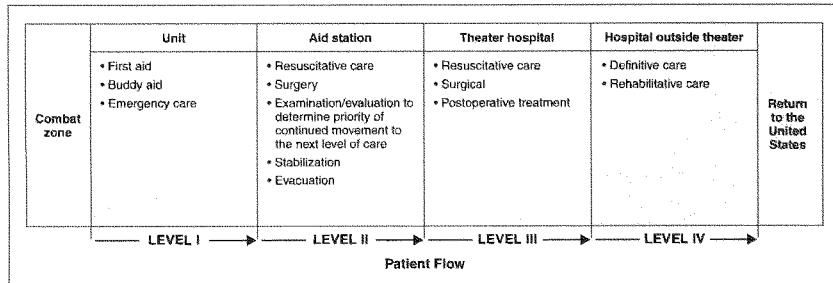 Combat
zone
Unit
• First aid
• Buddy aid
• Emergency care
Aid station
• Resuscitative care
• Surgery
• Examination/evaluation to
determine priority of
continued movement to
the next level of care
• Stabilization
• Evacuation
Theater hospital
• Resuscitative care
• Surgical
• Postoperative treatment
Hospital outside theater
• Definitive care
• Rehabilitative care
Return
to the
United
States
LEVEL I
LEVEL II
LEVEL III
LEVEL IV
Patient Flow